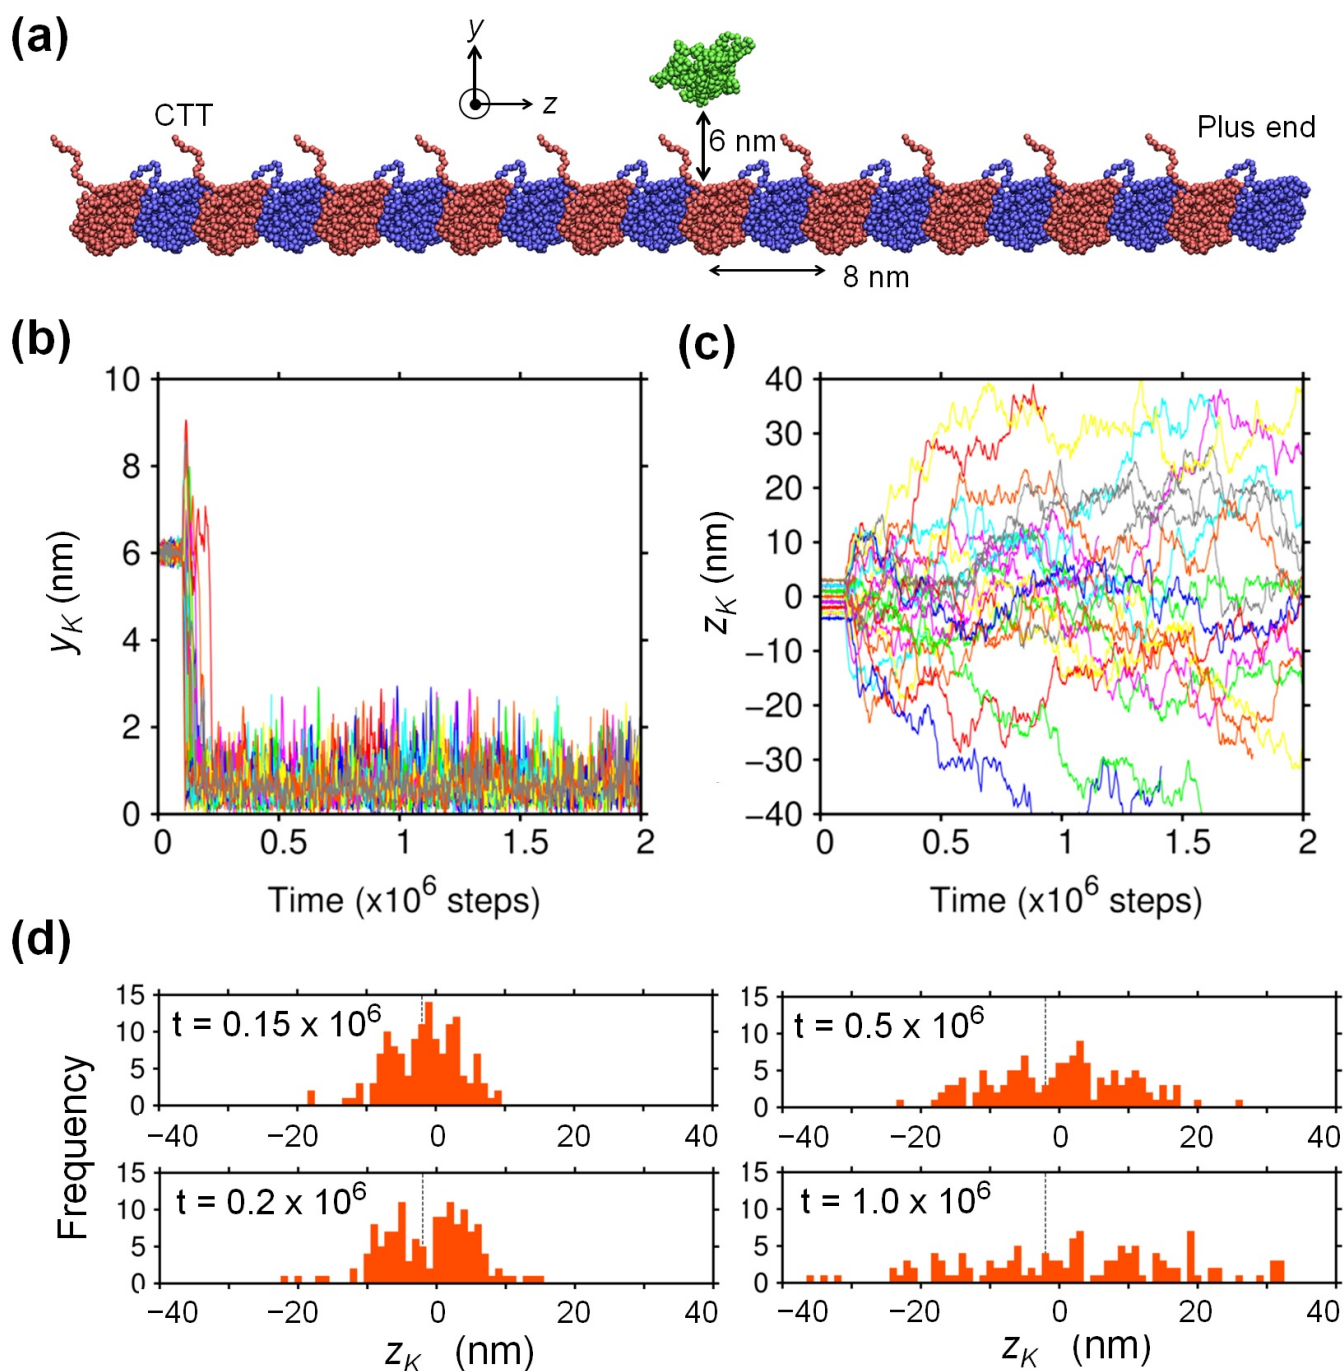 (a)
y
z
CTT
6 nm
Plus end
8 nm
(b)
(c)
10
8
6
4
2
0
y_K (nm)
0 0.5 1 1.5 2
Time (x10^6 steps)
40
30
20
10
0
−10
−20
−30
−40
z_K (nm)
0 0.5 1 1.5 2
Time (x10^6 steps)
(d)
Frequency
15
10
5
0
t = 0.15 x 10^6
−40 −20 0 20 40
15
10
5
0
t = 0.5 x 10^6
−40 −20 0 20 40
15
10
5
0
t = 0.2 x 10^6
−40 −20 0 20 40
z_K (nm)
15
10
5
0
t = 1.0 x 10^6
−40 −20 0 20 40
z_K (nm)